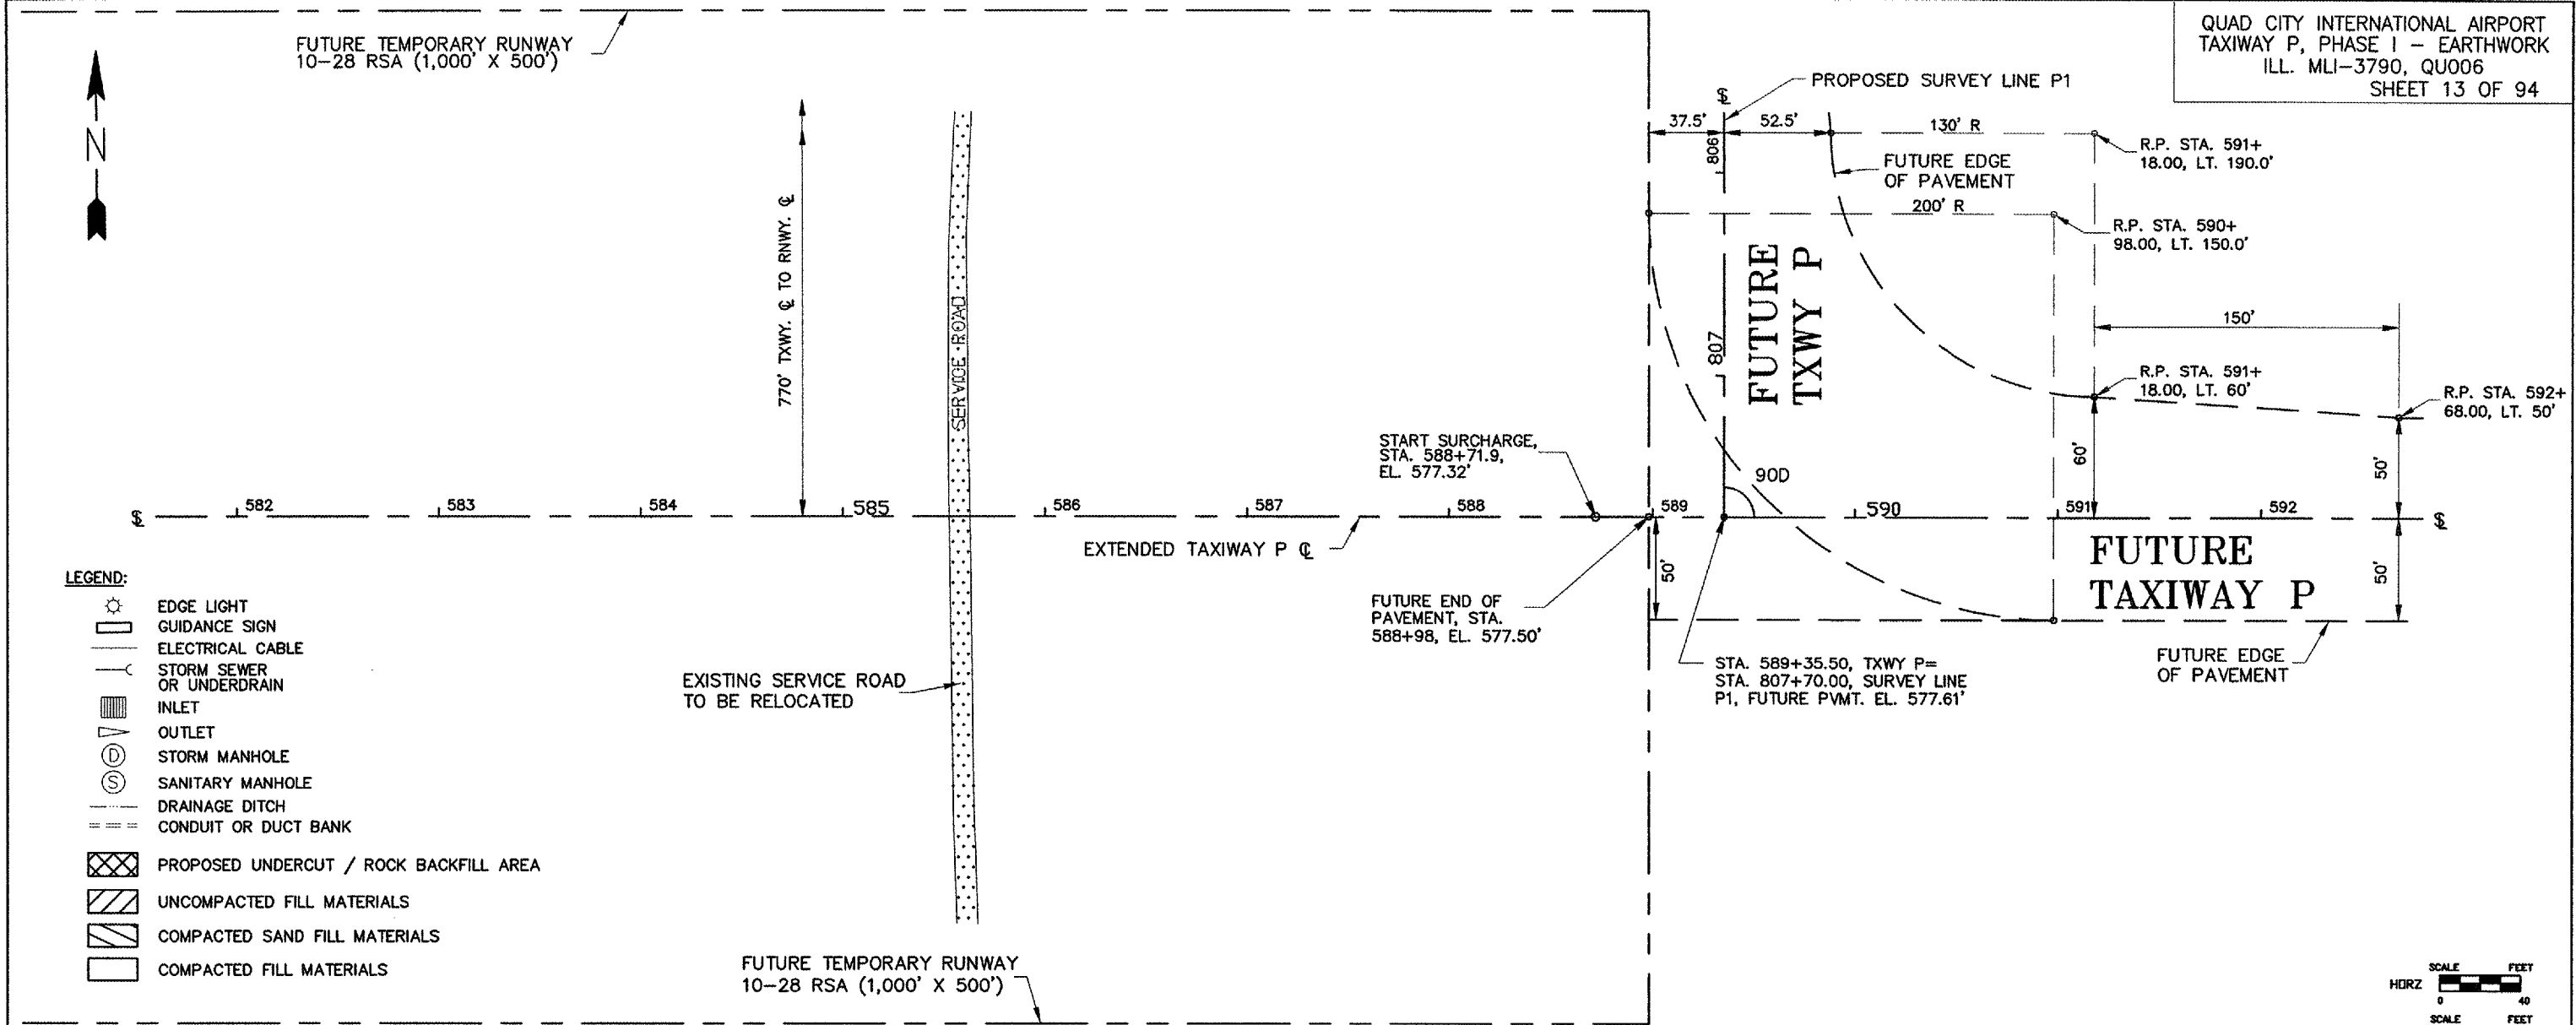 QUAD CITY INTERNATIONAL AIRPORT
TAXIWAY P, PHASE I – EARTHWORK
ILL. MLI–3790, QU006
SHEET 13 OF 94
FUTURE TEMPORARY RUNWAY
10–28 RSA (1,000' X 500')
N
770' TXWY. ℄ TO RNWY. ℄
SERVICE ROAD
PROPOSED SURVEY LINE P1
37.5'
52.5'
130' R
806
R.P. STA. 591+
18.00, LT. 190.0'
FUTURE EDGE
OF PAVEMENT
200' R
R.P. STA. 590+
98.00, LT. 150.0'
FUTURE
TXWY P
807
150'
R.P. STA. 591+
18.00, LT. 60'
R.P. STA. 592+
68.00, LT. 50'
60'
50'
START SURCHARGE,
STA. 588+71.9,
EL. 577.32'
90D
582
583
584
585
586
587
588
589
590
591
592
EXTENDED TAXIWAY P ℄
FUTURE
TAXIWAY P
50'
50'
FUTURE END OF
PAVEMENT, STA.
588+98, EL. 577.50'
STA. 589+35.50, TXWY P=
STA. 807+70.00, SURVEY LINE
P1, FUTURE PVMT. EL. 577.61'
FUTURE EDGE
OF PAVEMENT
EXISTING SERVICE ROAD
TO BE RELOCATED
LEGEND:
EDGE LIGHT
GUIDANCE SIGN
ELECTRICAL CABLE
STORM SEWER
OR UNDERDRAIN
INLET
OUTLET
D STORM MANHOLE
S SANITARY MANHOLE
DRAINAGE DITCH
CONDUIT OR DUCT BANK
PROPOSED UNDERCUT / ROCK BACKFILL AREA
UNCOMPACTED FILL MATERIALS
COMPACTED SAND FILL MATERIALS
COMPACTED FILL MATERIALS
FUTURE TEMPORARY RUNWAY
10–28 RSA (1,000' X 500')
SCALE FEET
HORZ
0 40
SCALE FEET